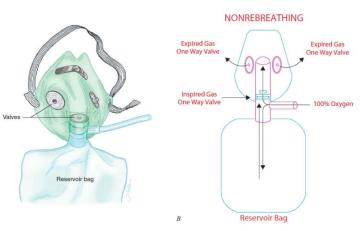 Valves
Reservoir bag
NONREBREATHING
Expired Gas
One Way Valve
Expired Gas
One Way Valve
Inspired Gas
One Way Valve
100% Oxygen
B
Reservoir Bag